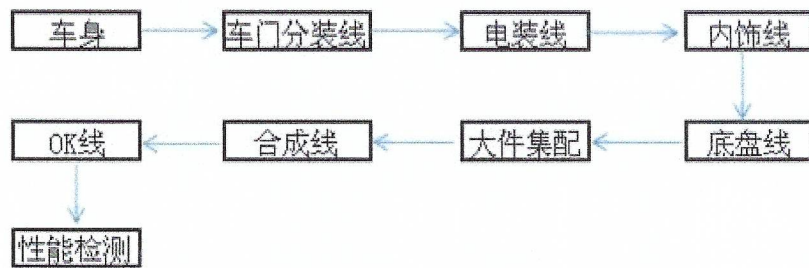 车身
车门分装线
电装线
内饰线
底盘线
大件集配
合成线
OK线
性能检测